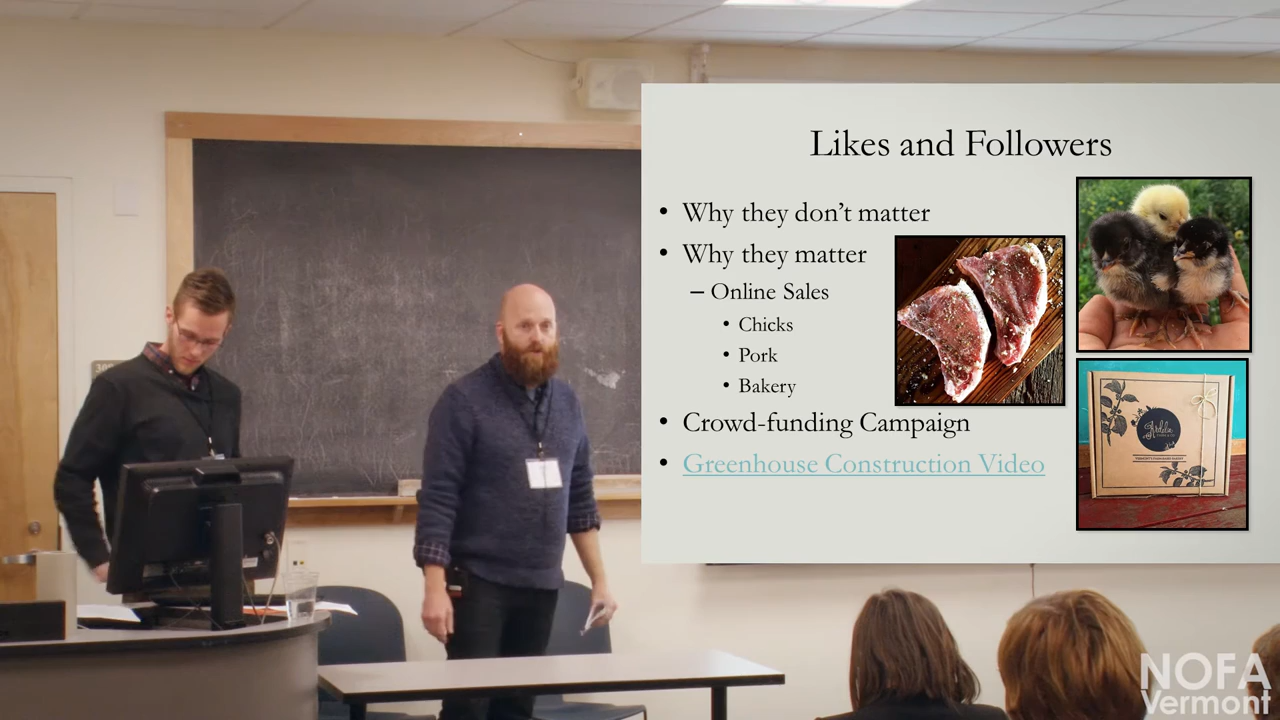 Likes and Followers
• Why they don't matter
• Why they matter
– Online Sales
• Chicks
• Pork
• Bakery
• Crowd-funding Campaign
• Greenhouse Construction Video
NOFA
Vermont